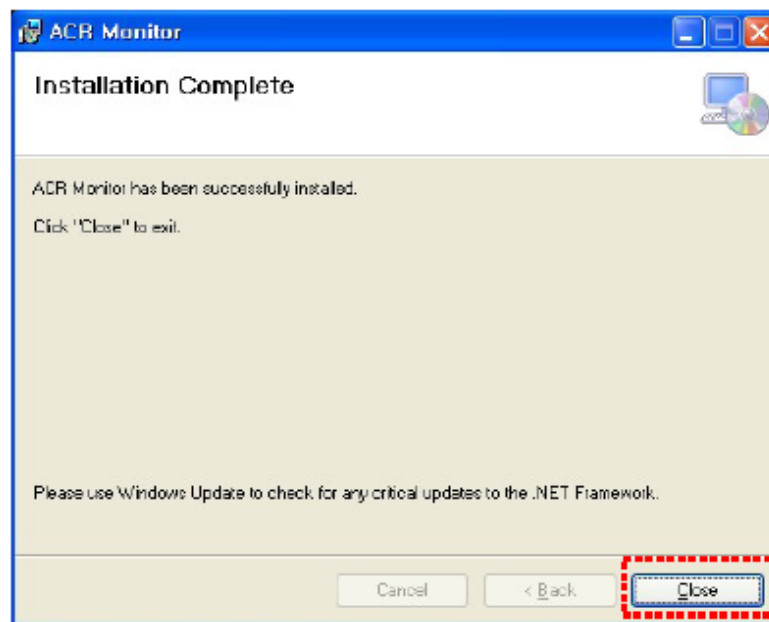 ACR Monitor
Installation Complete
ACR Monitor has been successfully installed.
Click "Close" to exit.
Please use Windows Update to check for any critical updates to the .NET Framework.
Cancel
< Back
Close